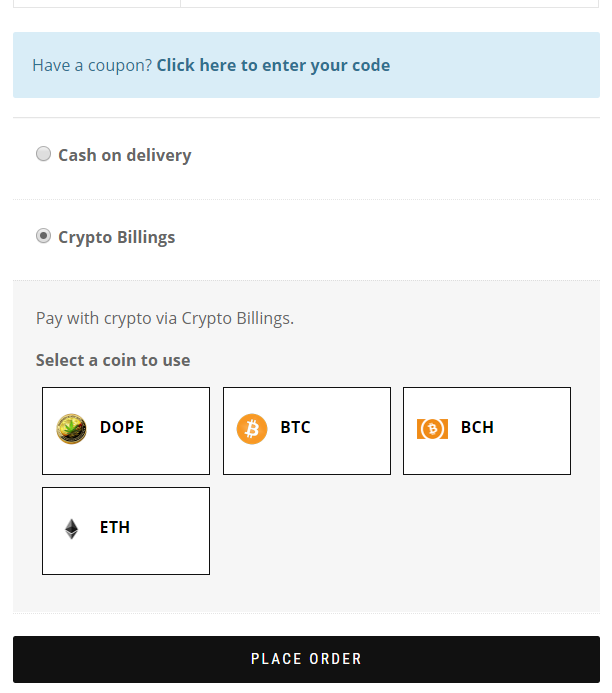 Have a coupon? Click here to enter your code
Cash on delivery
Crypto Billings
Pay with crypto via Crypto Billings.
Select a coin to use
DOPE
BTC
BCH
ETH
PLACE ORDER